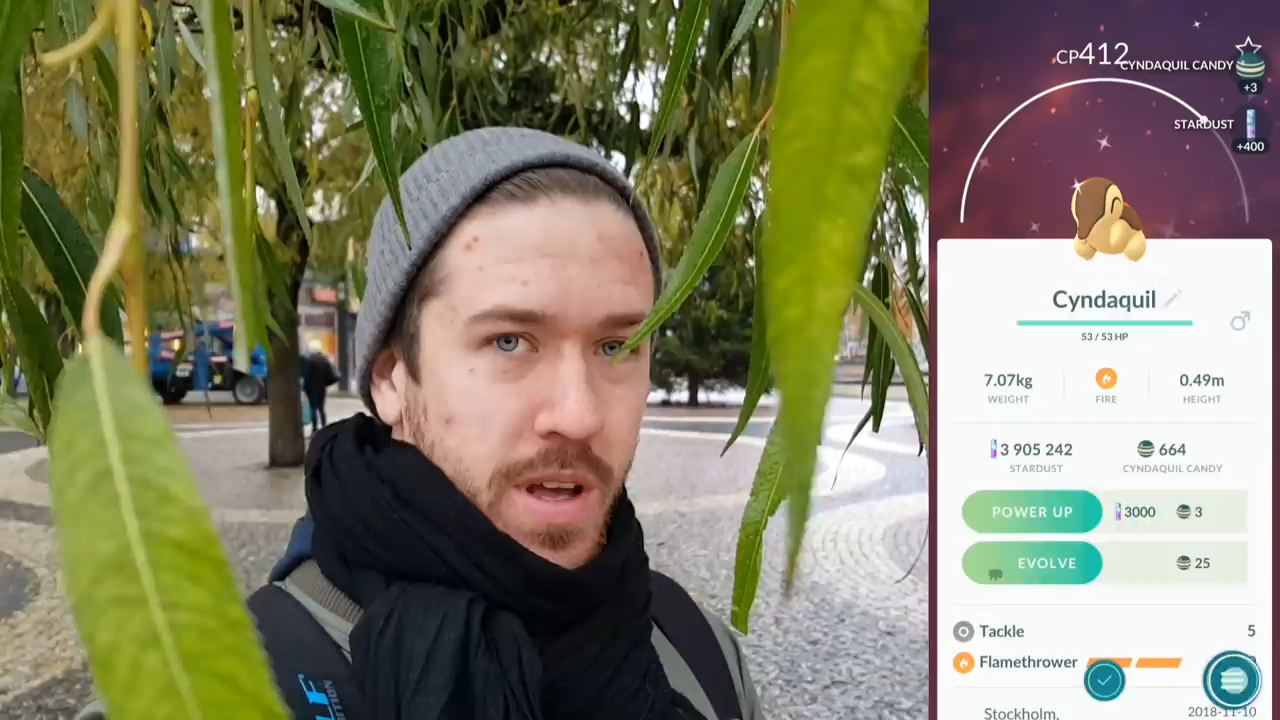 CP412
CYNDAQUIL CANDY
+3
STARDUST
+400
Cyndaquil
53 / 53 HP
7.07kg
WEIGHT
FIRE
0.49m
HEIGHT
3 905 242
STARDUST
664
CYNDAQUIL CANDY
POWER UP
3000
3
EVOLVE
25
Tackle
5
Flamethrower
Stockholm,
2018-11-10